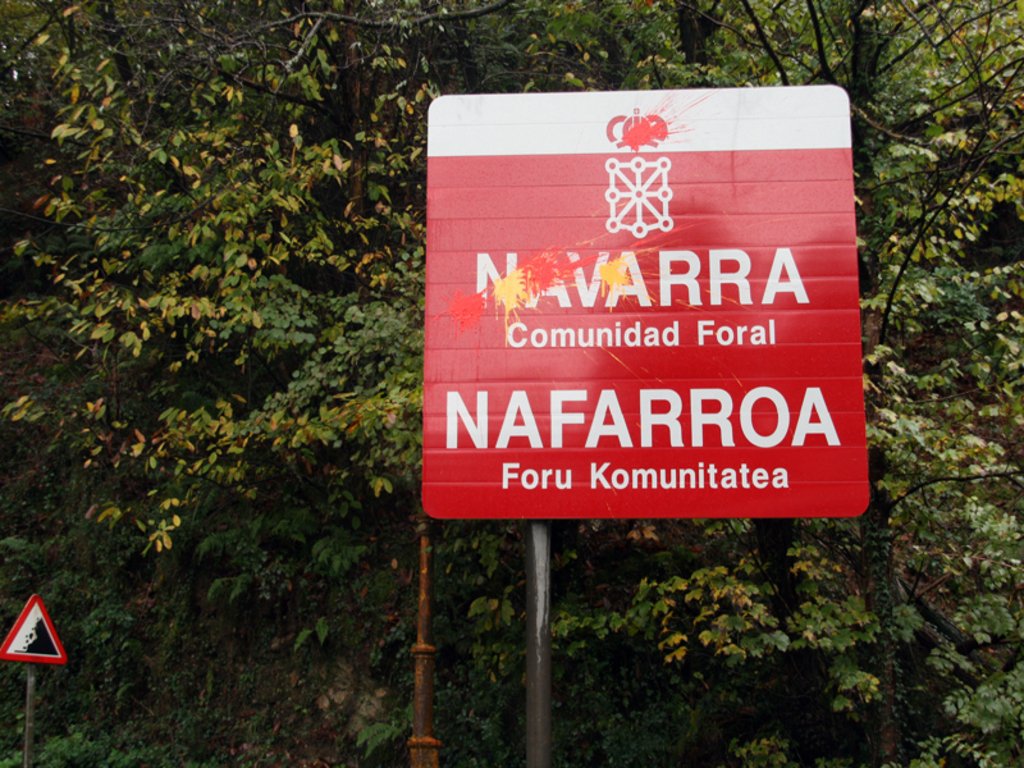 NAVARRA
Comunidad Foral
NAFARROA
Foru Komunitatea